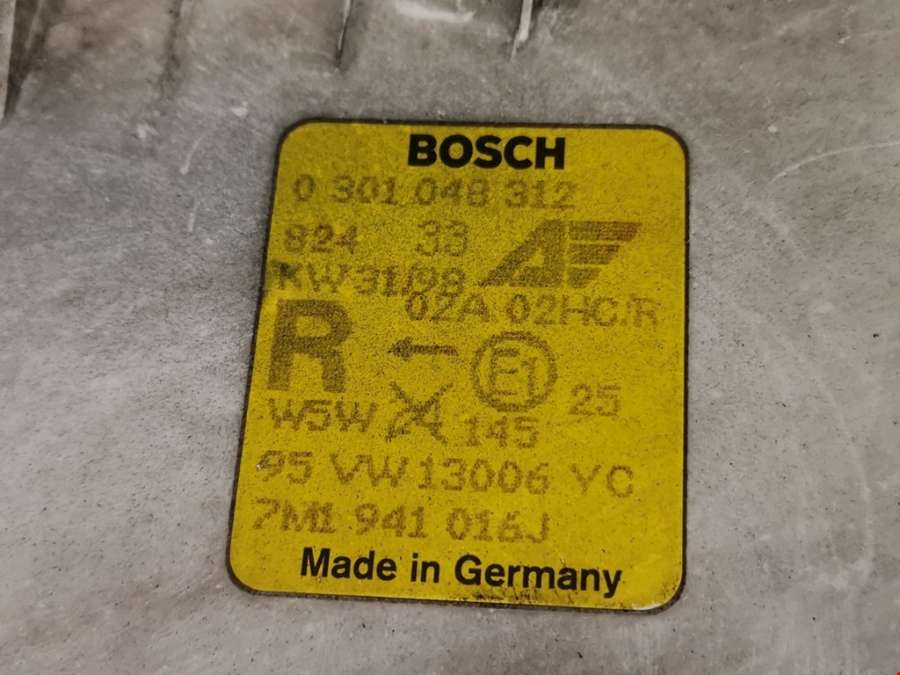 BOSCH
0 301 048 312
824 33
KW 31/98
02A 02HC/R
R
E1
25
W5W 145
95 VW 13006 YC
7M1 941 016J
Made in Germany